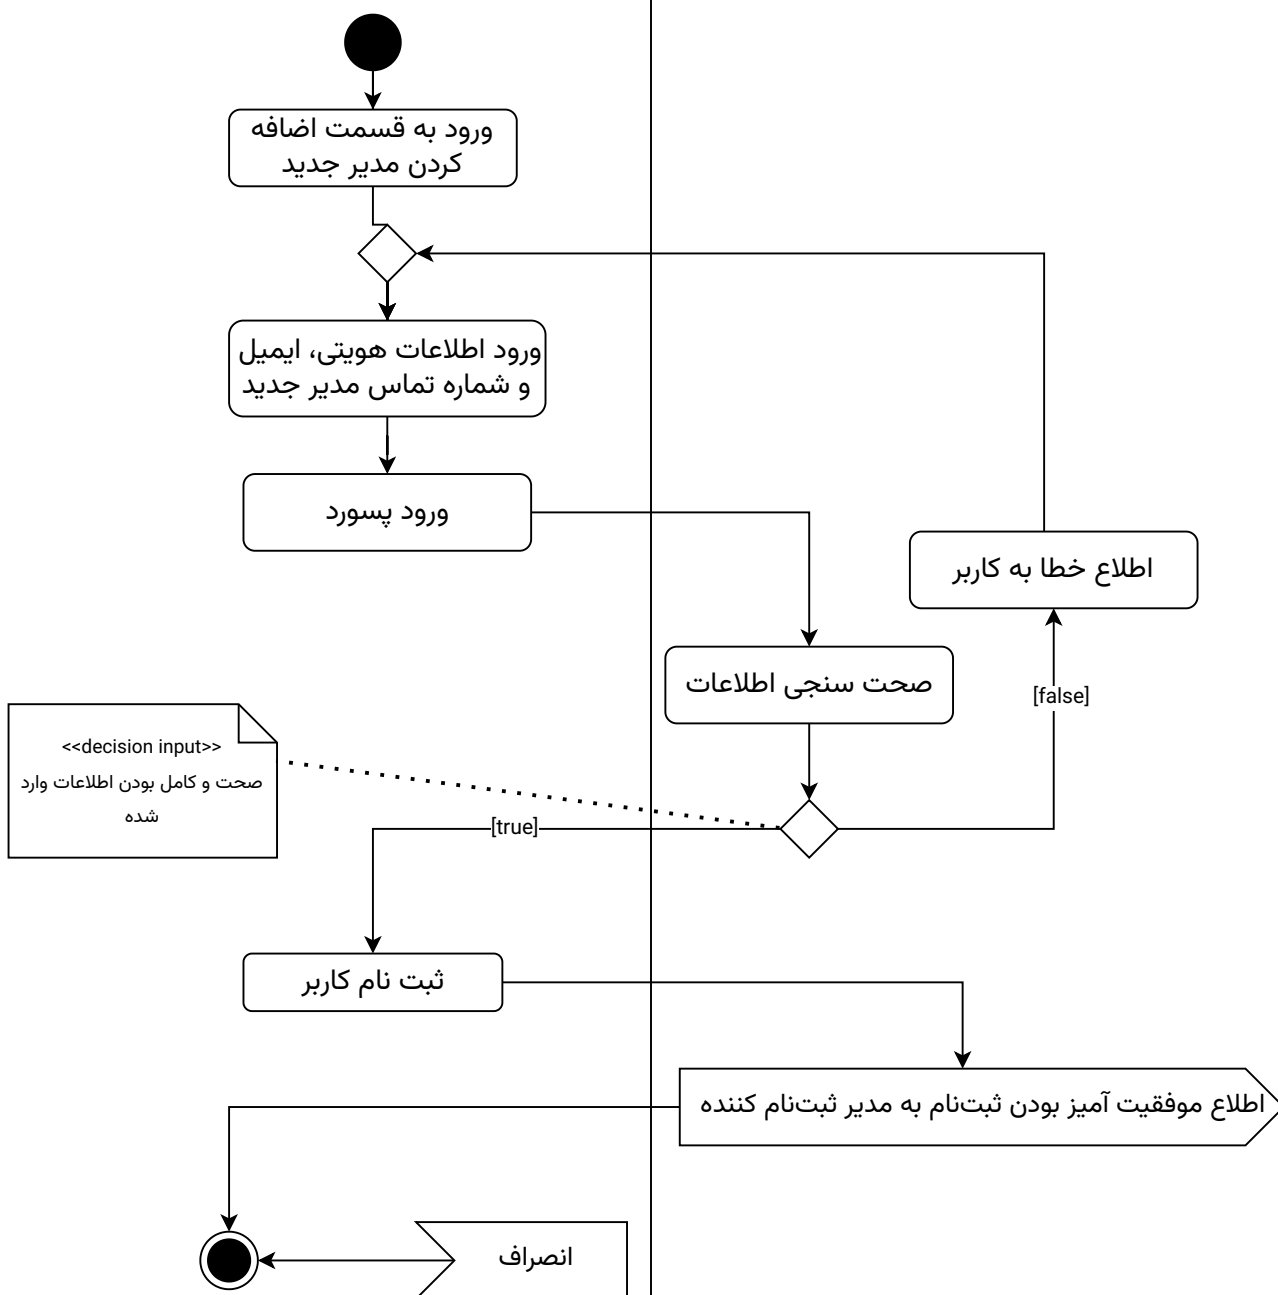 ورود به قسمت اضافه
کردن مدیر جدید
ورود اطلاعات هویتی، ایمیل
و شماره تماس مدیر جدید
ورود پسورد
اطلاع خطا به کاربر
صحت سنجی اطلاعات
[false]
<<decision input>>
صحت و کامل بودن اطلاعات وارد
شده
[true]
ثبت نام کاربر
اطلاع موفقیت آمیز بودن ثبت‌نام به مدیر ثبت‌نام کننده
انصراف